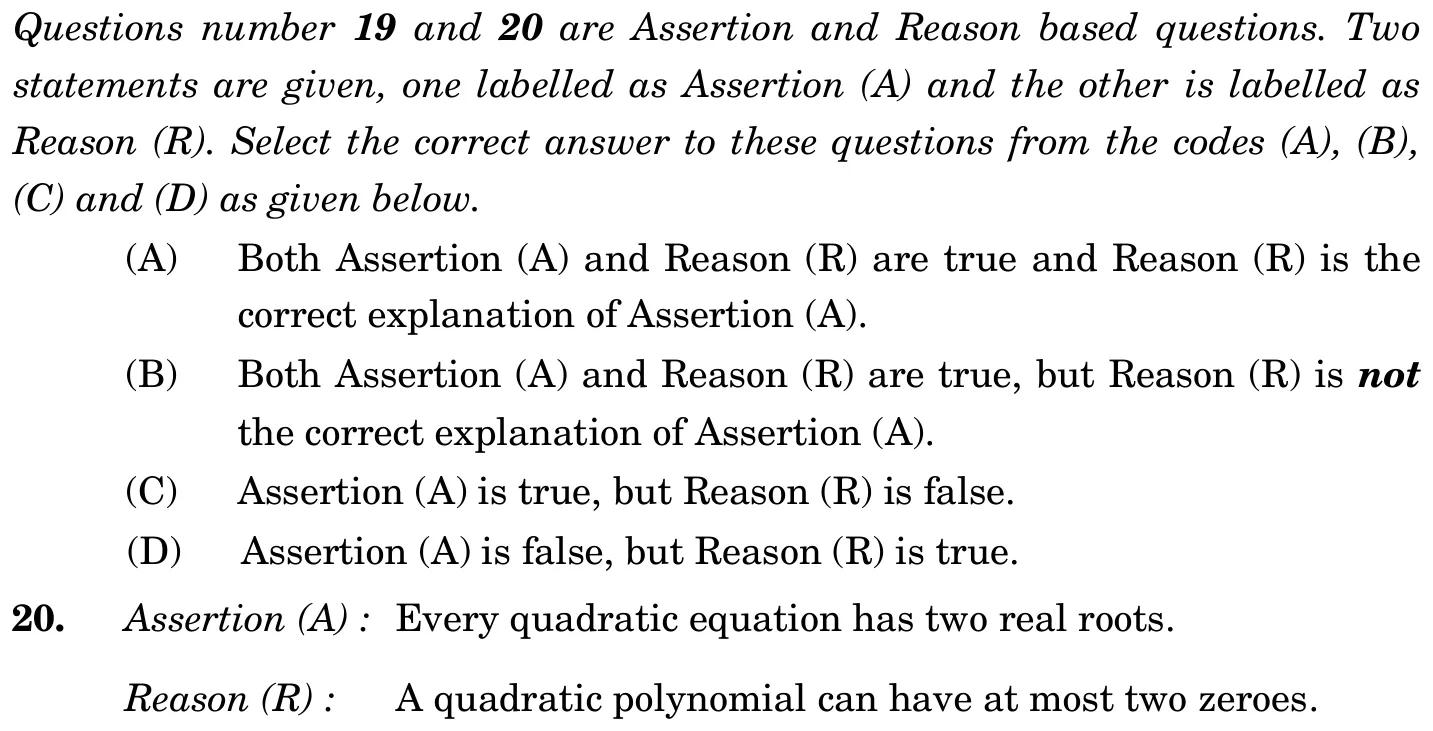 Questions number 19 and 20 are Assertion and Reason based questions. Two
statements are given, one labelled as Assertion (A) and the other is labelled as
Reason (R). Select the correct answer to these questions from the codes (A), (B),
(C) and (D) as given below.
(A) Both Assertion (A) and Reason (R) are true and Reason (R) is the
correct explanation of Assertion (A).
(B) Both Assertion (A) and Reason (R) are true, but Reason (R) is not
the correct explanation of Assertion (A).
(C) Assertion (A) is true, but Reason (R) is false.
(D) Assertion (A) is false, but Reason (R) is true.
20. Assertion (A) : Every quadratic equation has two real roots.
Reason (R) : A quadratic polynomial can have at most two zeroes.